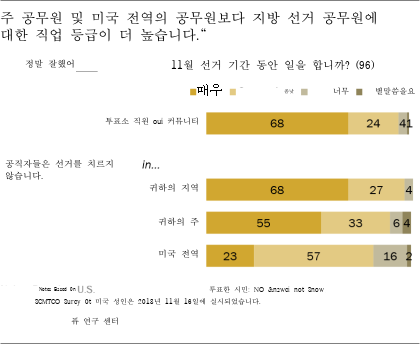 주 공무원 및 미국 전역의 공무원보다 지방 선거 공무원에
대한 직업 등급이 더 높습니다.“
정말 잘했어
11월 선거 기간 동안 일을 합니까? (96)
매우
너무
별말씀을요
투표소 직원 oui 커뮤니티
68 24 4 1
공직자들은 선거를 치르지
않습니다.
in...
귀하의 지역
68 27 4
귀하의 주
55 33 6 4
미국 전역
23 57 16 2
Notes Based On U.S.
투표한 시민: NO Answei not Snow
미국 성인은 2018년 11월 16일에 실시되었습니다.
퓨 연구 센터